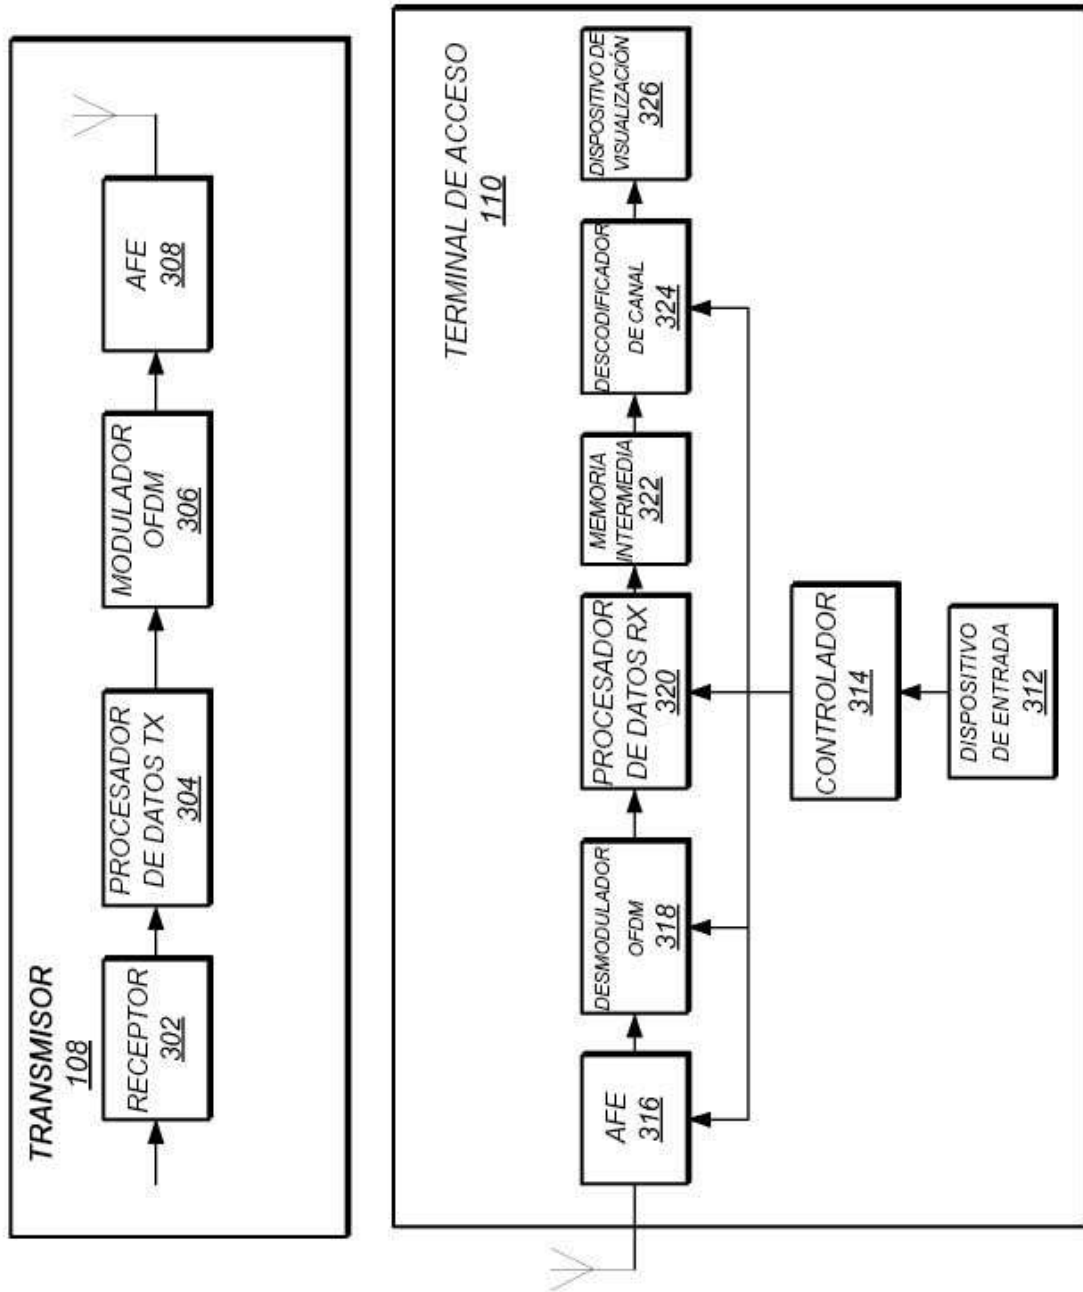 TRANSMISOR
108
RECEPTOR
302
PROCESADOR
DE DATOS TX
304
MODULADOR
OFDM
306
AFE
308
TERMINAL DE ACCESO
110
AFE
316
DESMODULADOR
OFDM
318
PROCESADOR
DE DATOS RX
320
MEMORIA
INTERMEDIA
322
DESCODIFICADOR
DE CANAL
324
DISPOSITIVO DE
VISUALIZACIÓN
326
CONTROLADOR
314
DISPOSITIVO
DE ENTRADA
312